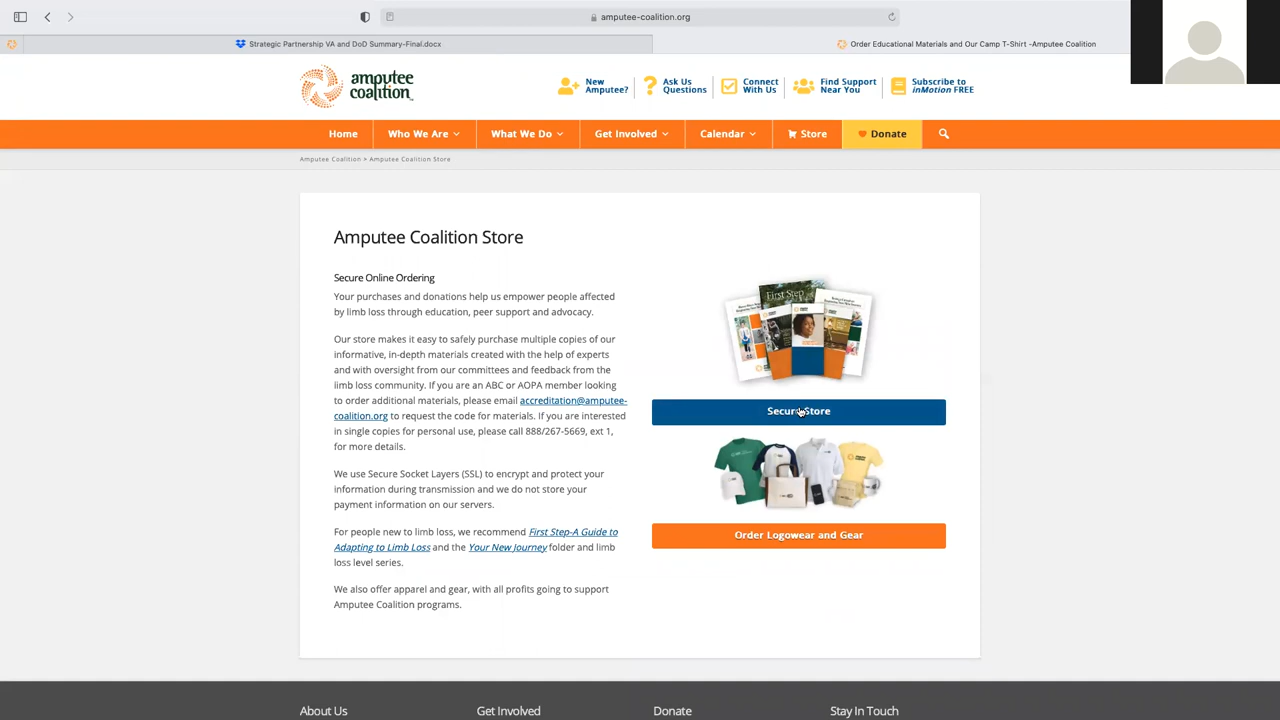 amputee-coalition.org
Strategic Partnership VA and DoD Summary-Final.docx
Order Educational Materials and Our Camp T-Shirt -Amputee Coalition
amputee coalition
New Amputee?
Ask Us Questions
Connect With Us
Find Support Near You
Subscribe to inMotion FREE
Home
Who We Are
What We Do
Get Involved
Calendar
Store
Donate
Amputee Coalition > Amputee Coalition Store
Amputee Coalition Store
Secure Online Ordering
Your purchases and donations help us empower people affected
by limb loss through education, peer support and advocacy.
Our store makes it easy to safely purchase multiple copies of our
informative, in-depth materials created with the help of experts
and with oversight from our committees and feedback from the
limb loss community. If you are an ABC or AOPA member looking
to order additional materials, please email accreditation@amputee-
coalition.org to request the code for materials. If you are interested
in single copies for personal use, please call 888/267-5669, ext 1,
for more details.
We use Secure Socket Layers (SSL) to encrypt and protect your
information during transmission and we do not store your
payment information on our servers.
For people new to limb loss, we recommend First Step-A Guide to
Adapting to Limb Loss and the Your New Journey folder and limb
loss level series.
We also offer apparel and gear, with all profits going to support
Amputee Coalition programs.
First Step
Secure Store
Order Logowear and Gear
About Us
Get Involved
Donate
Stay In Touch